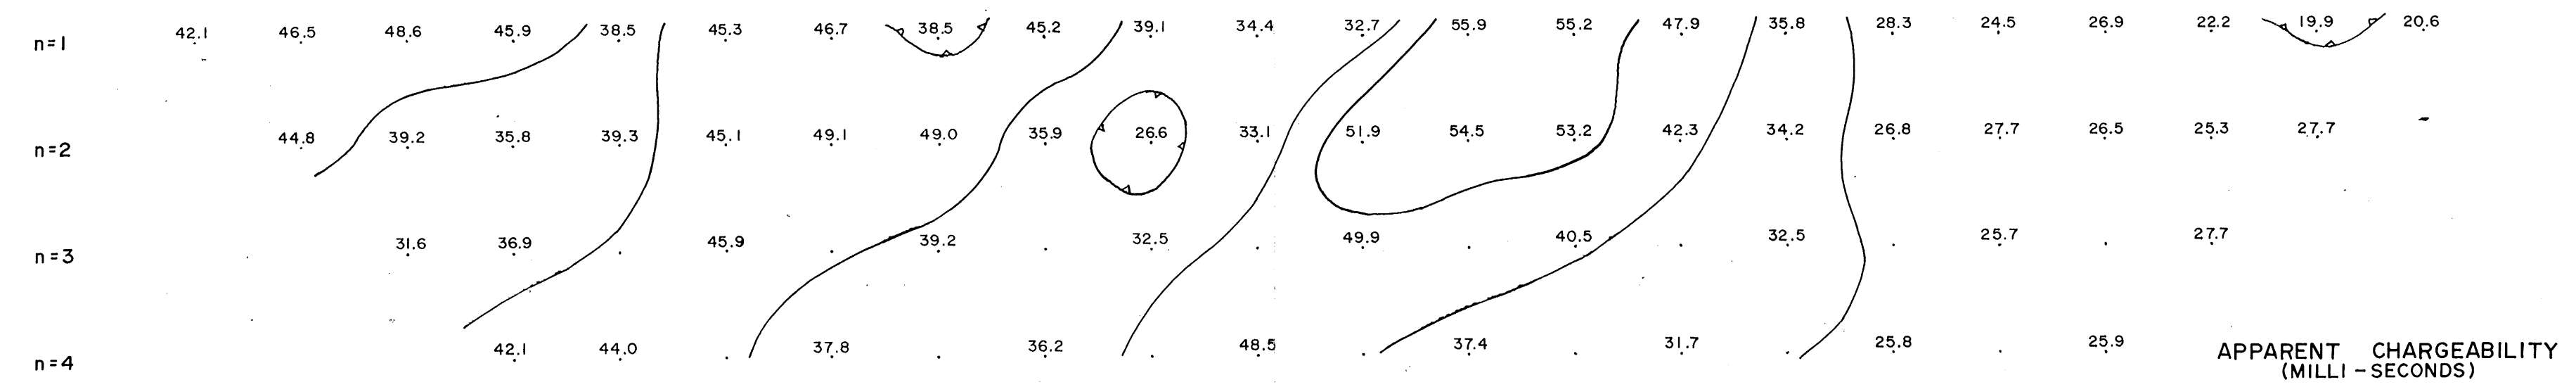 n=1 42.1 46.5 48.6 45.9 38.5 45.3 46.7 38.5 45.2 39.1 34.4 32.7 55.9 55.2 47.9 35.8 28.3 24.5 26.9 22.2 19.9 20.6
n=2 44.8 39.2 35.8 39.3 45.1 49.1 49.0 35.9 26.6 33.1 51.9 54.5 53.2 42.3 34.2 26.8 27.7 26.5 25.3 27.7
n=3 31.6 36.9 45.9 39.2 32.5 49.9 40.5 32.5 25.7 27.7
n=4 42.1 44.0 37.8 36.2 48.5 37.4 31.7 25.8 25.9
APPARENT CHARGEABILITY
(MILLI-SECONDS)